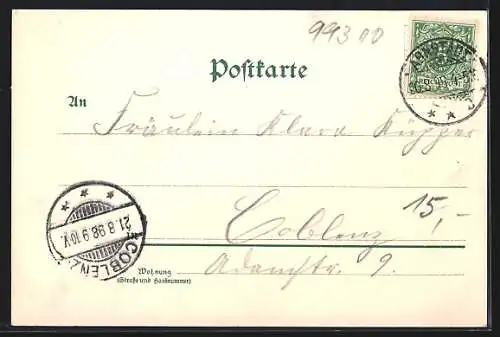 99300
Postkarte
An
Fräulein Klara Küpper
15,-
in Coblenz
Adamstr. 9.
Wohnung
(Straße und Hausnummer)
21.8.98.9-10.V.
COBLENZ